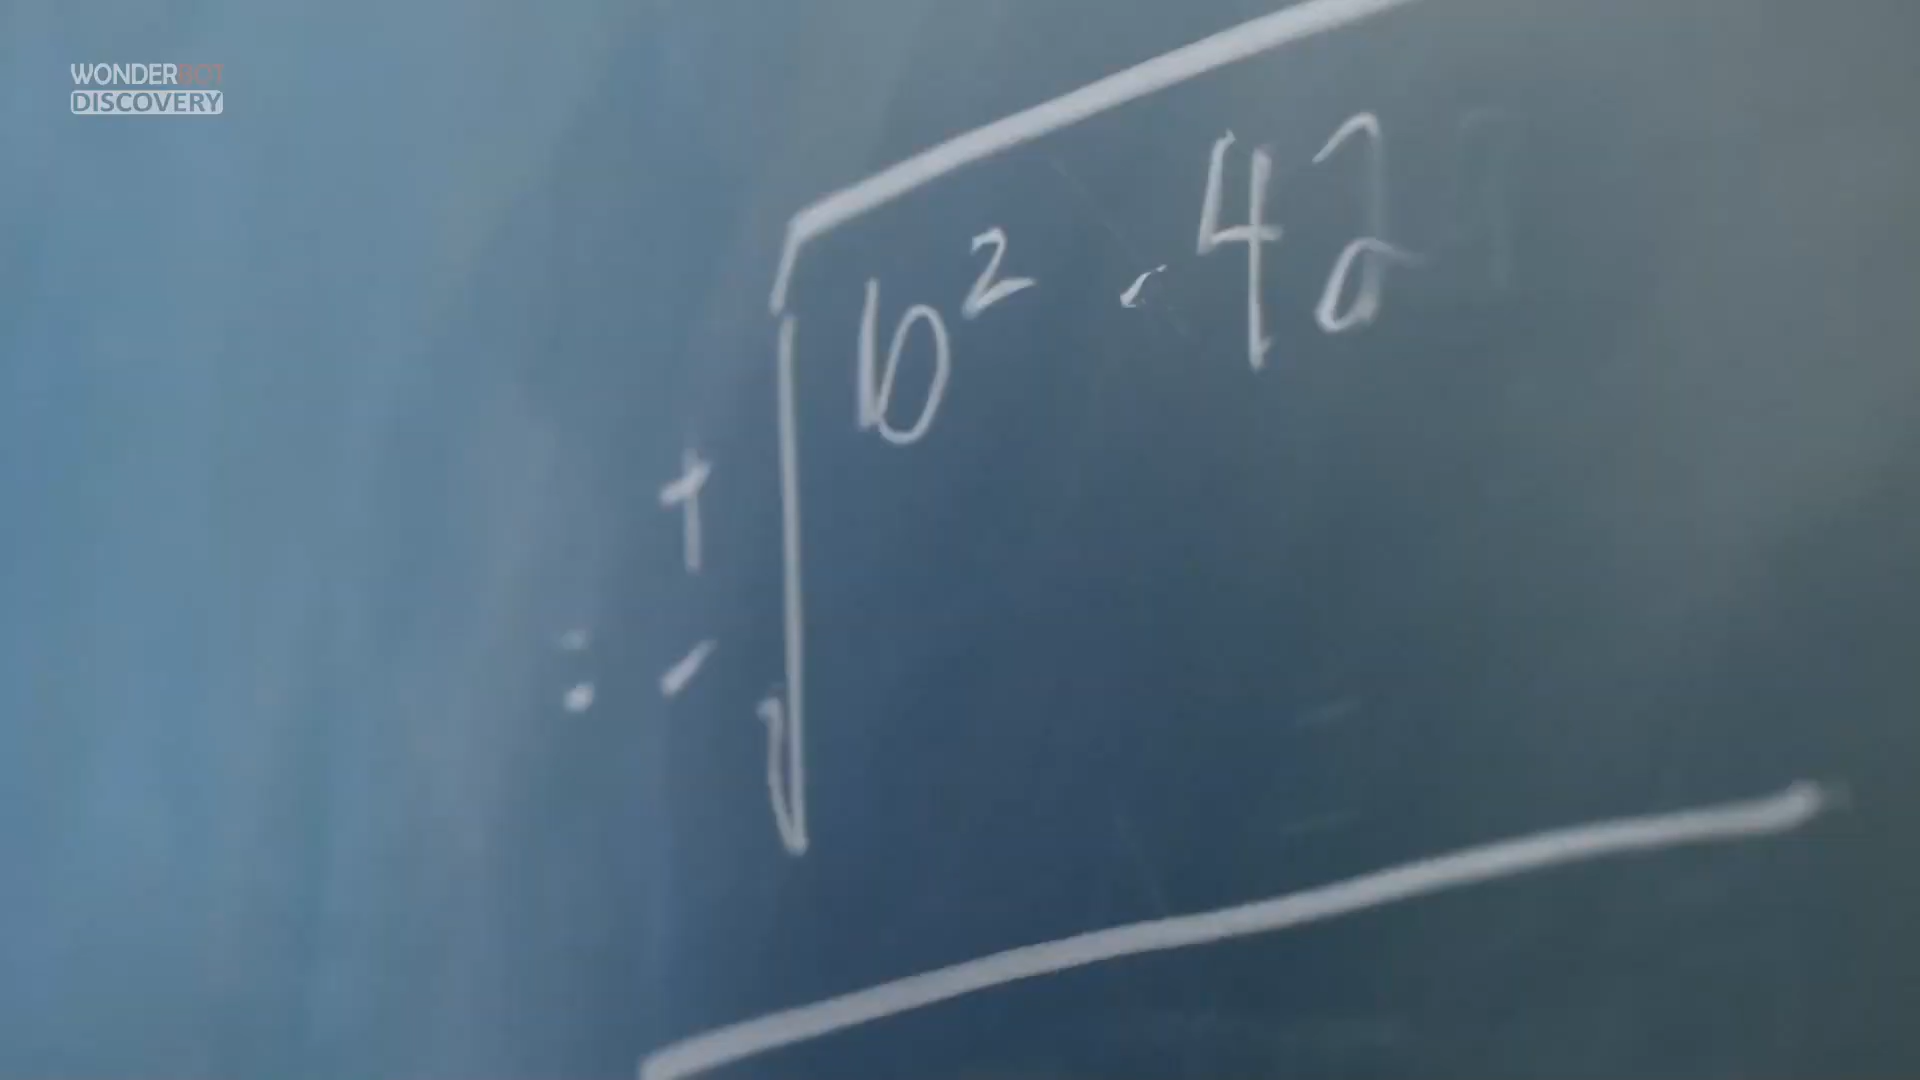 WONDERBOT
DISCOVERY
± √b² - 4a